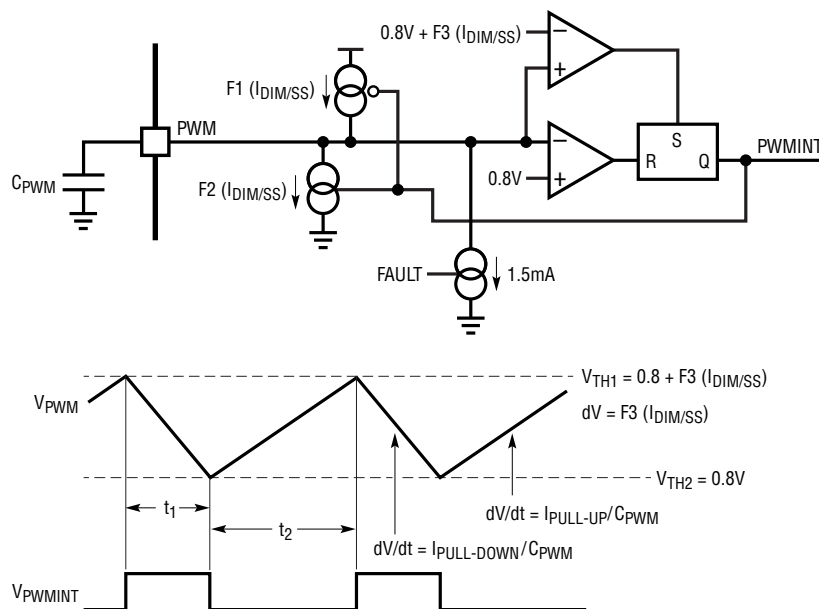 0.8V + F3 (IDIM/SS)
F1 (IDIM/SS)
PWM
S
PWMINT
R
Q
CPWM
F2 (IDIM/SS)
0.8V
FAULT
1.5mA
VTH1 = 0.8 + F3 (IDIM/SS)
VPWM
dV = F3 (IDIM/SS)
VTH2 = 0.8V
t1
t2
dV/dt = IPULL-UP/CPWM
dV/dt = IPULL-DOWN/CPWM
VPWMINT